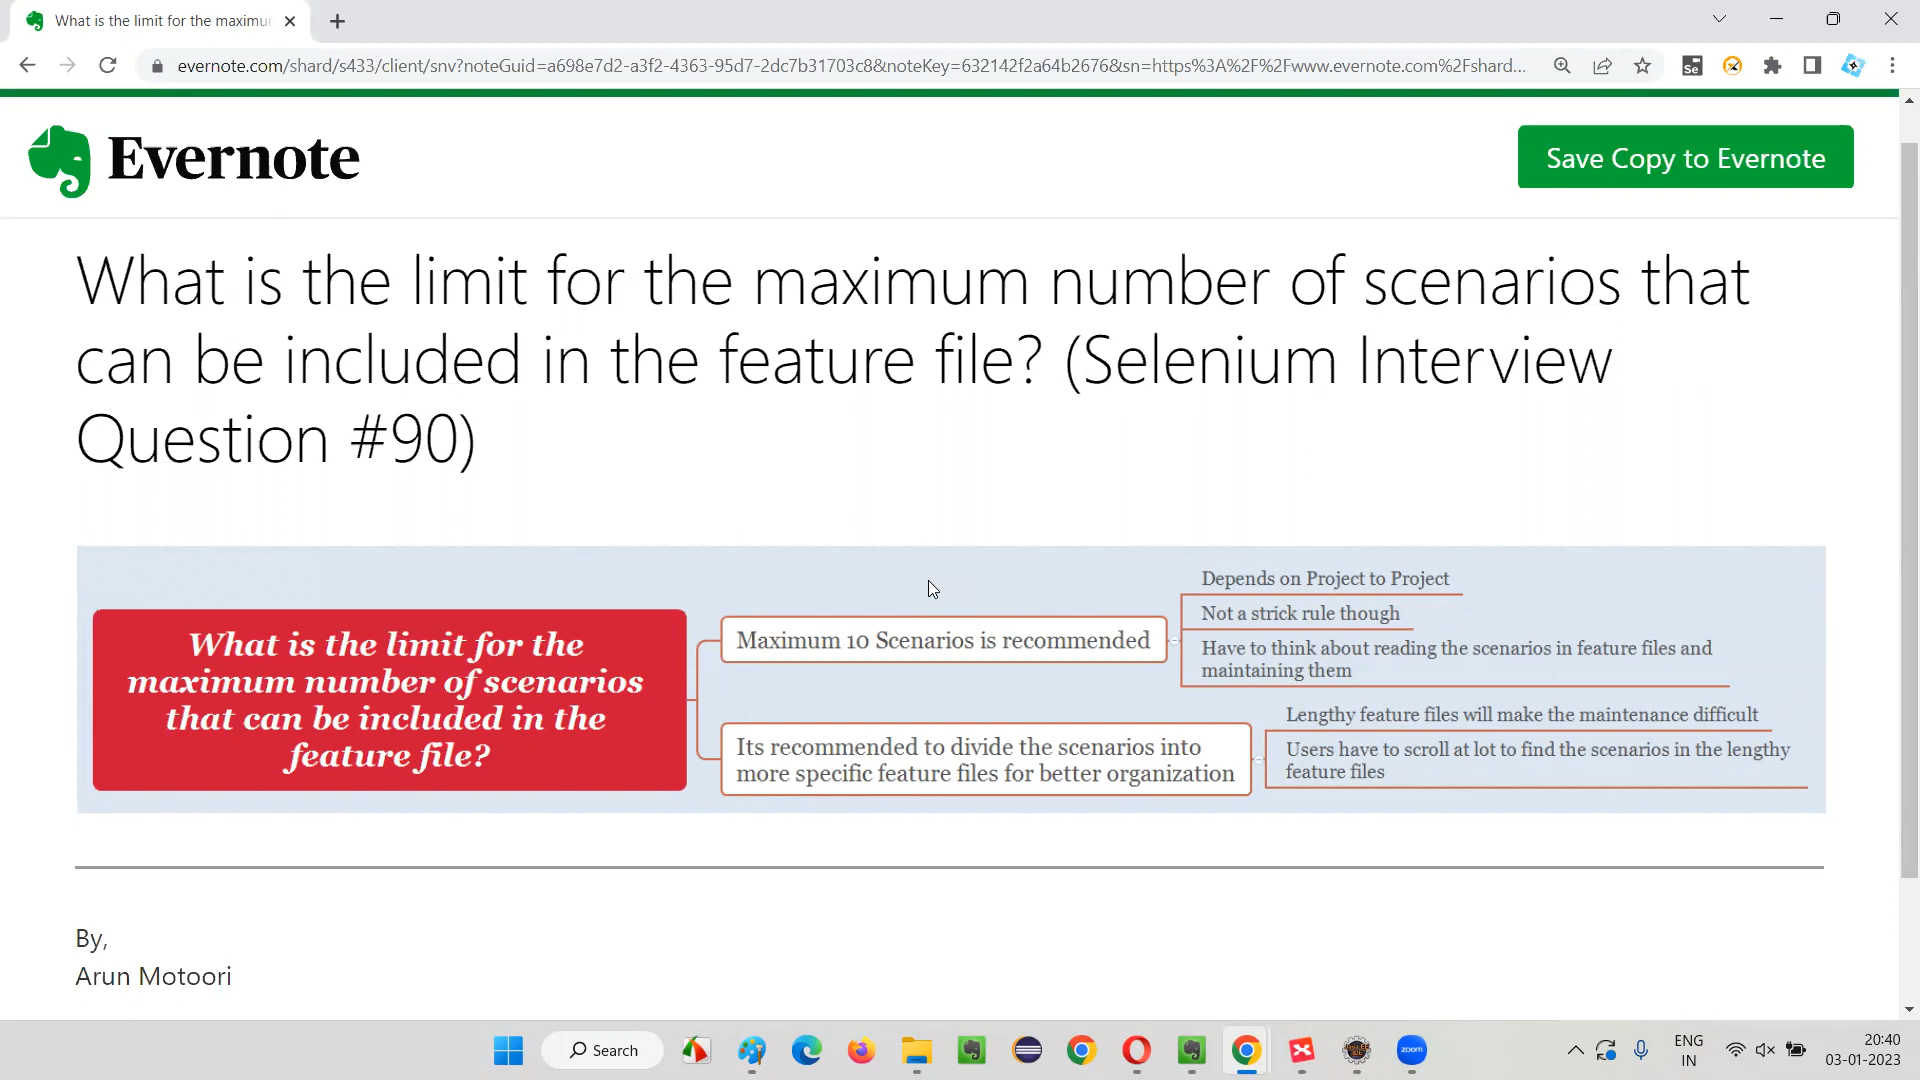 What is the limit for the maximu
evernote.com/shard/s433/client/snv?noteGuid=a698e7d2-a3f2-4363-95d7-2dc7b31703c8&noteKey=632142f2a64b2676&sn=https%3A%2F%2Fwww.evernote.com%2Fshard...
Se
Evernote
Save Copy to Evernote
What is the limit for the maximum number of scenarios that
can be included in the feature file? (Selenium Interview
Question #90)
What is the limit for the
maximum number of scenarios
that can be included in the
feature file?
Maximum 10 Scenarios is recommended
Depends on Project to Project
Not a strick rule though
Have to think about reading the scenarios in feature files and
maintaining them
Its recommended to divide the scenarios into
more specific feature files for better organization
Lengthy feature files will make the maintenance difficult
Users have to scroll at lot to find the scenarios in the lengthy
feature files
By,
Arun Motoori
Search
zoom
ENG
IN
20:40
03-01-2023